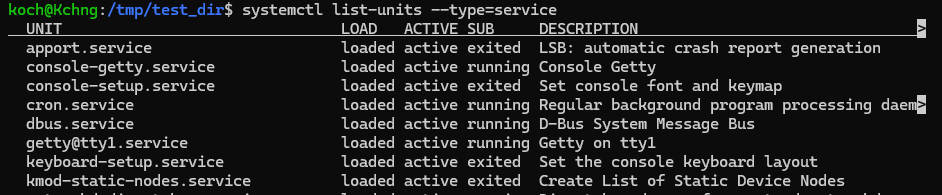 koch@Kchng:/tmp/test_dir$ systemctl list-units --type=service
UNIT LOAD ACTIVE SUB DESCRIPTION >
apport.service loaded active exited LSB: automatic crash report generation
console-getty.service loaded active running Console Getty
console-setup.service loaded active exited Set console font and keymap
cron.service loaded active running Regular background program processing daem>
dbus.service loaded active running D-Bus System Message Bus
getty@tty1.service loaded active running Getty on tty1
keyboard-setup.service loaded active exited Set the console keyboard layout
kmod-static-nodes.service loaded active exited Create List of Static Device Nodes